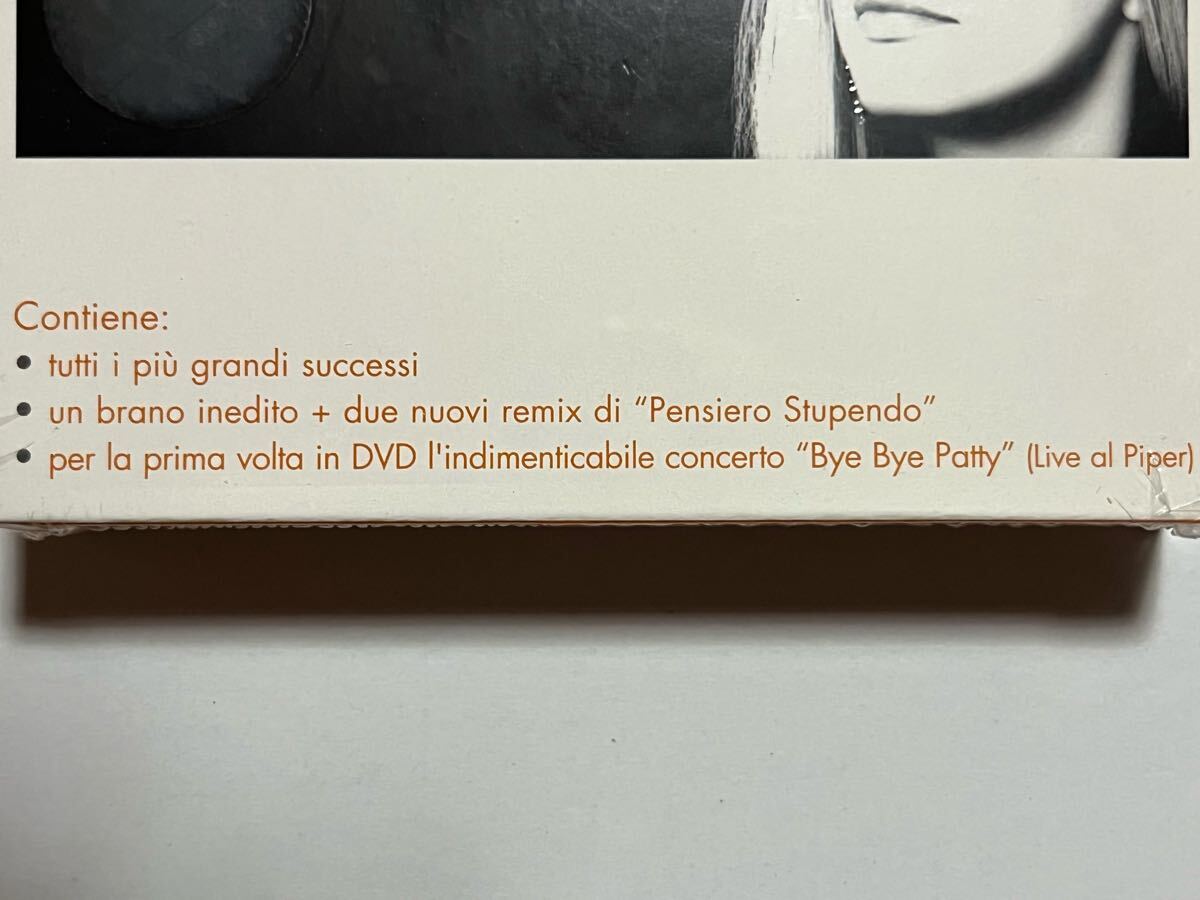 Contiene:
• tutti i più grandi successi
• un brano inedito + due nuovi remix di “Pensiero Stupendo”
• per la prima volta in DVD l'indimenticabile concerto “Bye Bye Patty” (Live al Piper)